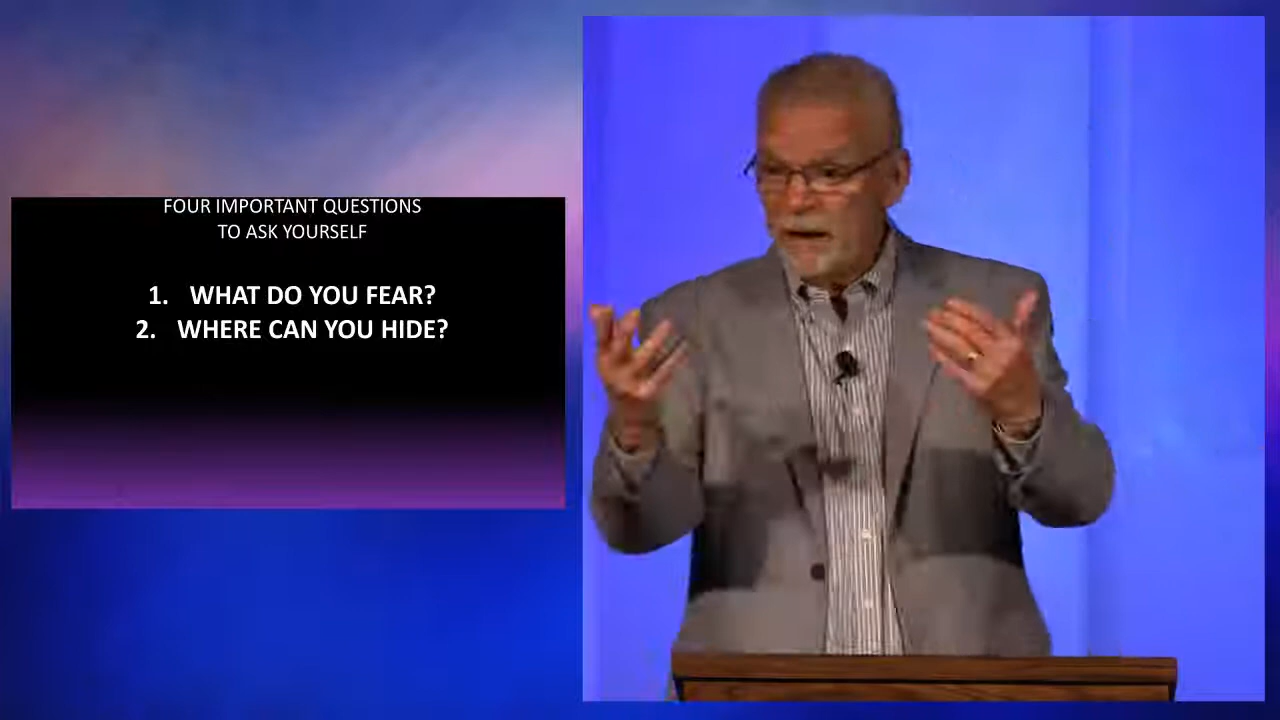 FOUR IMPORTANT QUESTIONS
TO ASK YOURSELF
1. WHAT DO YOU FEAR?
2. WHERE CAN YOU HIDE?